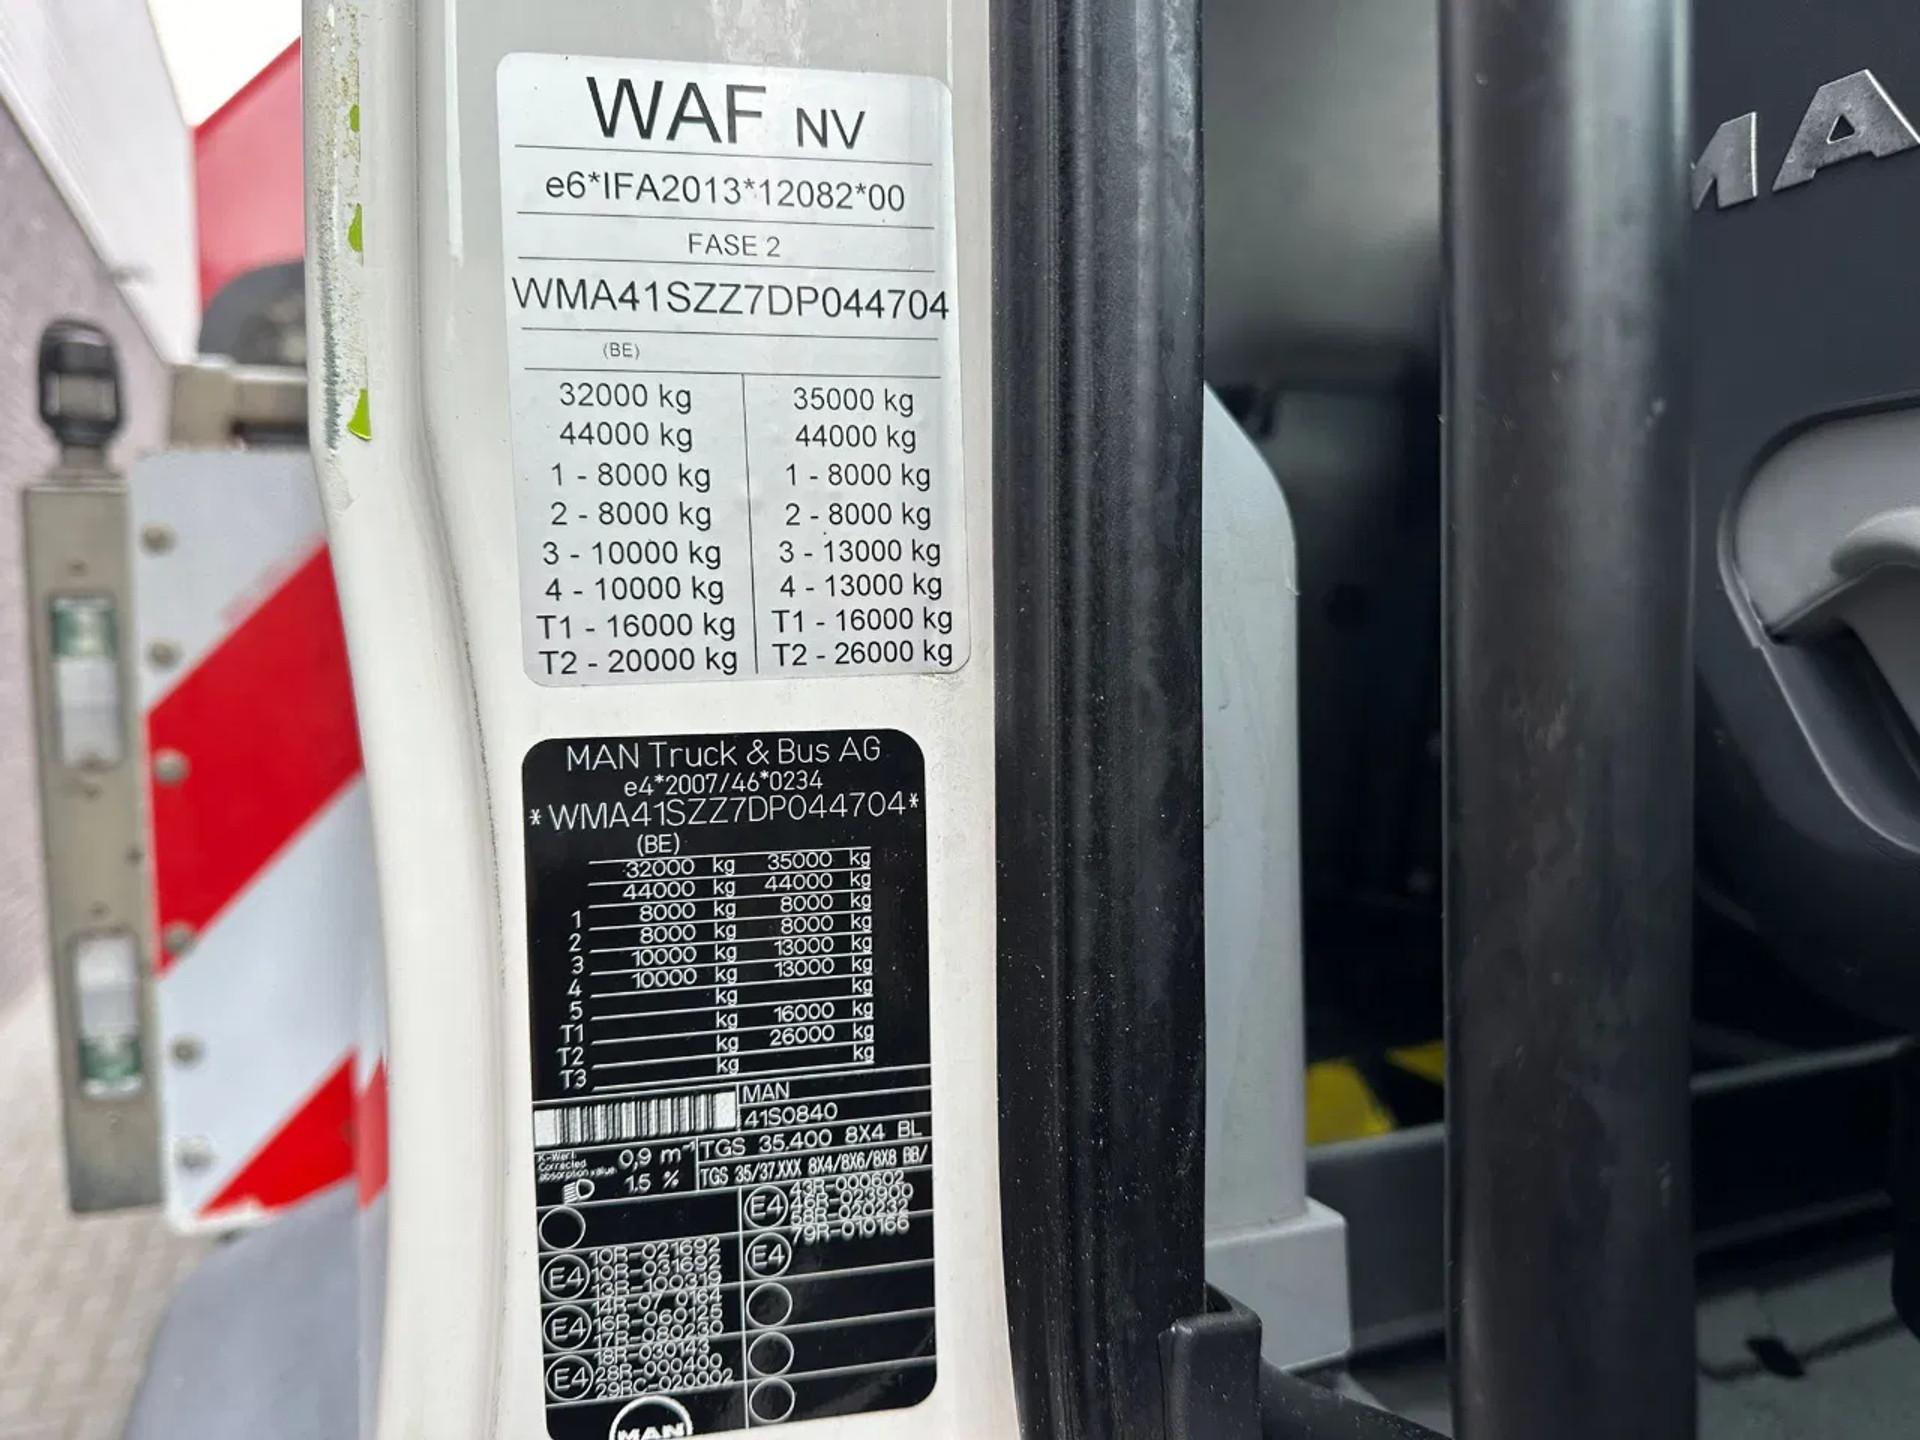 WAF NV
e6*IFA2013*12082*00
FASE 2
WMA41SZZ7DP044704
(BE)
32000 kg 35000 kg
44000 kg 44000 kg
1 - 8000 kg 1 - 8000 kg
2 - 8000 kg 2 - 8000 kg
3 - 10000 kg 3 - 13000 kg
4 - 10000 kg 4 - 13000 kg
T1 - 16000 kg T1 - 16000 kg
T2 - 20000 kg T2 - 26000 kg
MAN Truck & Bus AG
e4*2007/46*0234
*WMA41SZZ7DP044704*
(BE)
32000 kg 35000 kg
44000 kg 44000 kg
1 8000 kg 8000 kg
2 8000 kg 8000 kg
3 10000 kg 13000 kg
4 10000 kg 13000 kg
5 kg kg
T1 kg 16000 kg
T2 kg 26000 kg
T3 kg kg
MAN
41S0840
TGS 35.400 8X4 BL
TGS 35/37.XXX 8X4/8X6/8X8 BB/
K-Wert
Corrected
absorption value
0,9 m⁻¹
1.5 %
E4 43R-000602
46R-023900
58R-020232
79R-010166
E4
E4 10R-021692
10R-031692
13R-100319
E4 14R-07 0164
16R-060125
17R-080230
E4 18R-030143
28R-000400
29RC-020002
MAN
MA